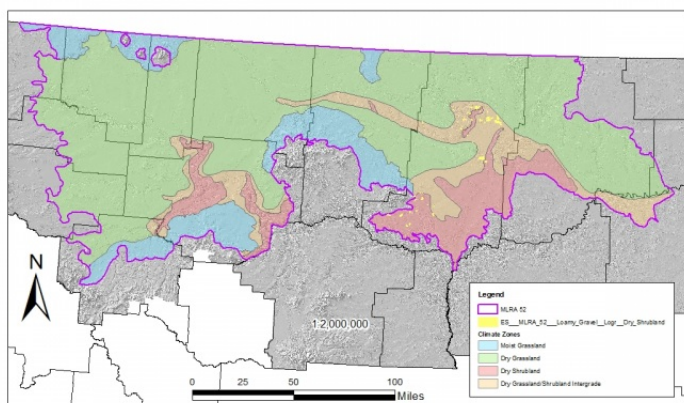 N
1:2,000,000
0 25 50 100
Miles
Legend
MLRA 52
ES__MLRA_52__Loamy_Gravel__Logr__Dry_Shrubland
Climate Zones
Moist Grassland
Dry Grassland
Dry Shrubland
Dry Grassland/Shrubland Intergrade